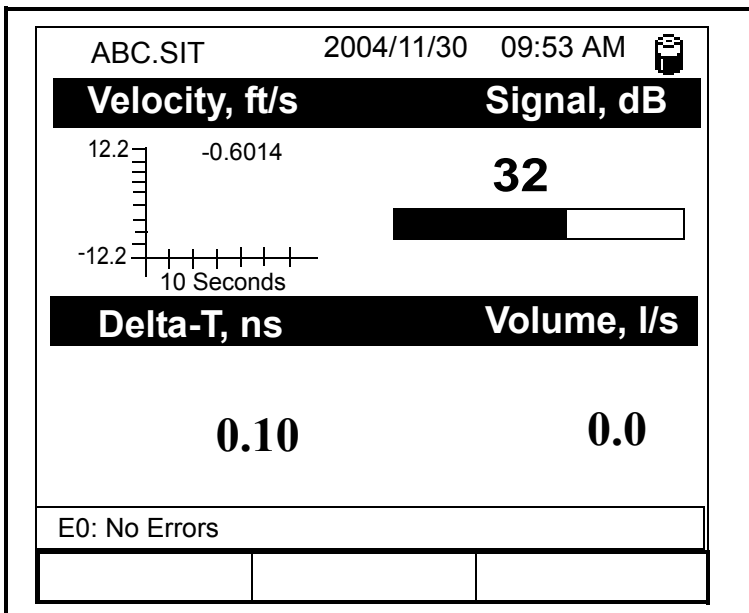 ABC.SIT 2004/11/30 09:53 AM
Velocity, ft/s Signal, dB
12.2 -0.6014
32
-12.2
10 Seconds
Delta-T, ns Volume, l/s
0.10 0.0
E0: No Errors